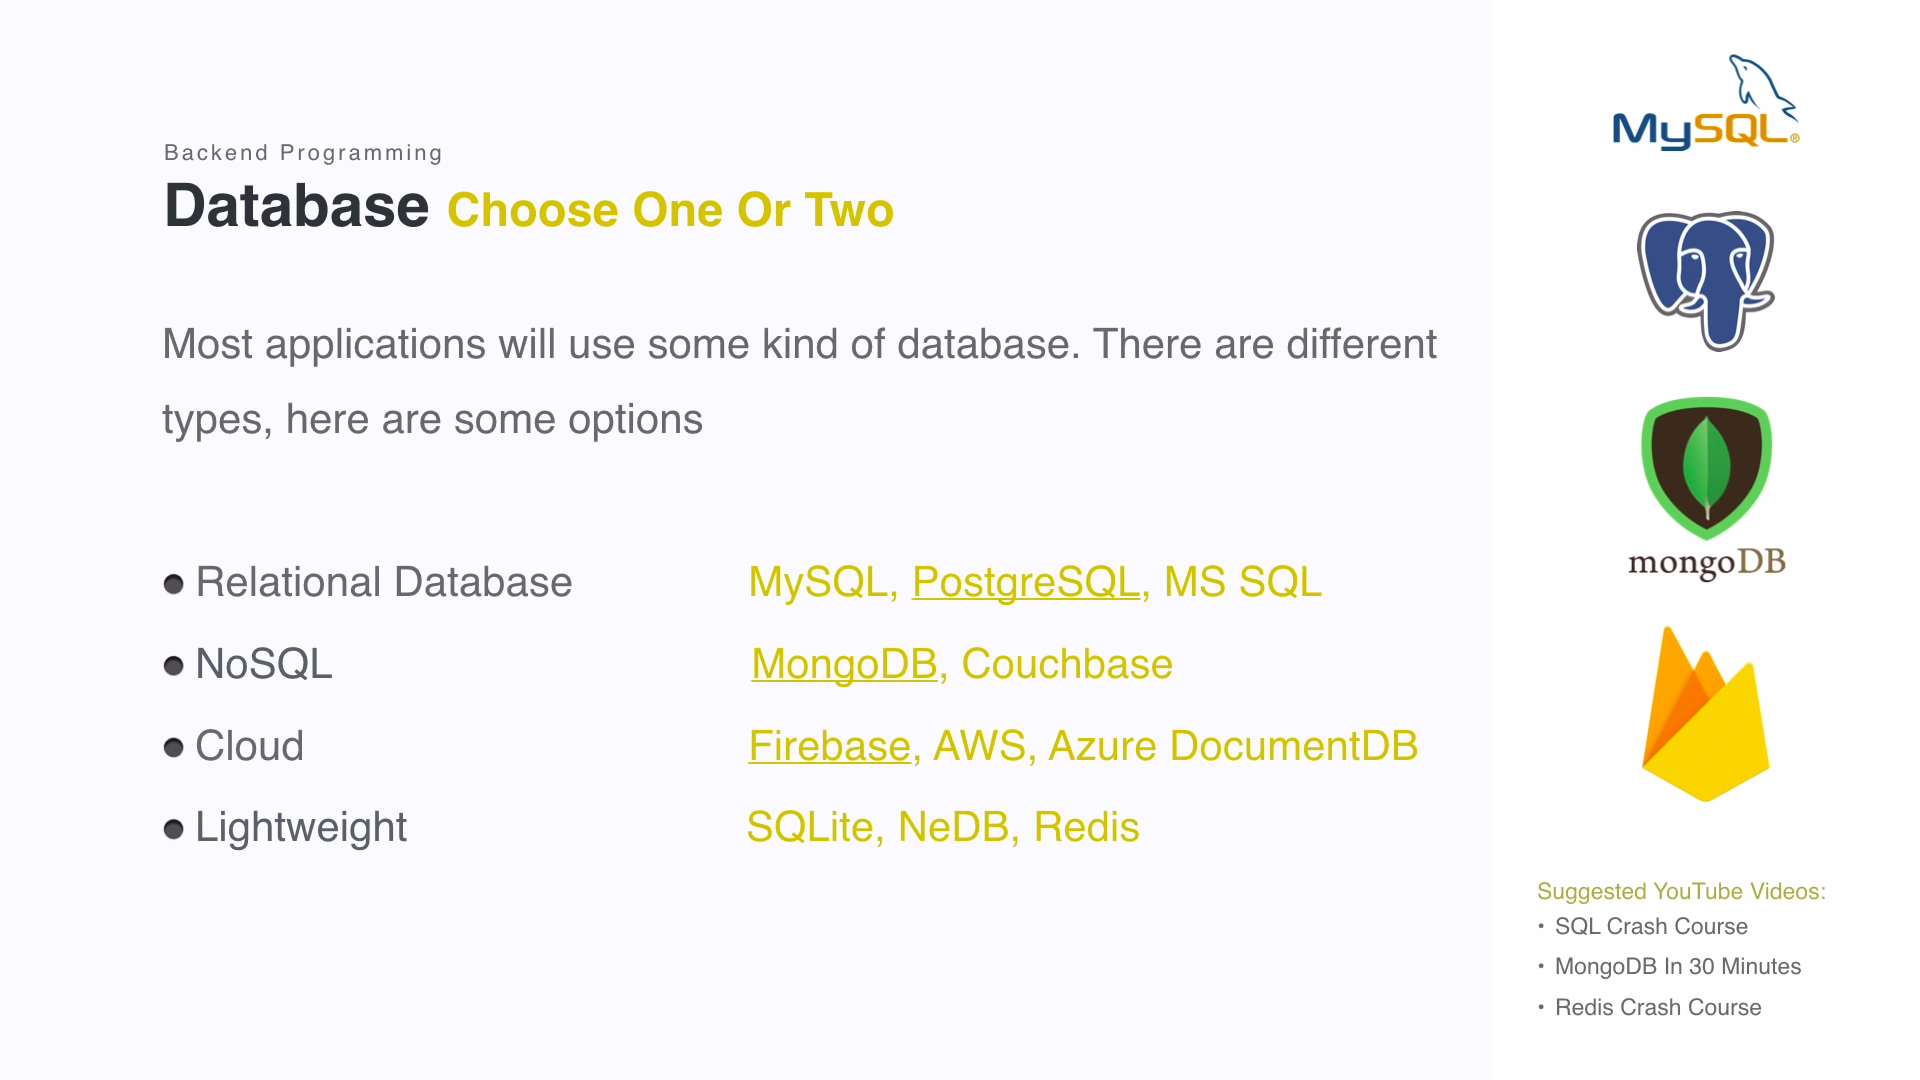 Backend Programming
Database Choose One Or Two
Most applications will use some kind of database. There are different
types, here are some options
• Relational Database MySQL, PostgreSQL, MS SQL
• NoSQL MongoDB, Couchbase
• Cloud Firebase, AWS, Azure DocumentDB
• Lightweight SQLite, NeDB, Redis
MySQL®
mongoDB
Suggested YouTube Videos:
• SQL Crash Course
• MongoDB In 30 Minutes
• Redis Crash Course